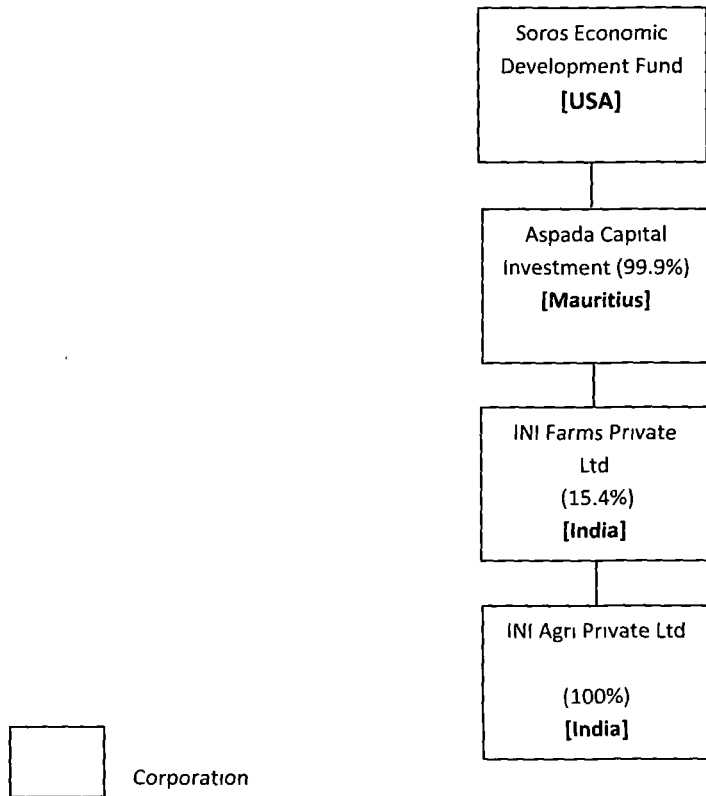 Soros Economic
Development Fund
[USA]
Aspada Capital
Investment (99.9%)
[Mauritius]
INI Farms Private
Ltd
(15.4%)
[India]
INI Agri Private Ltd
(100%)
[India]
Corporation